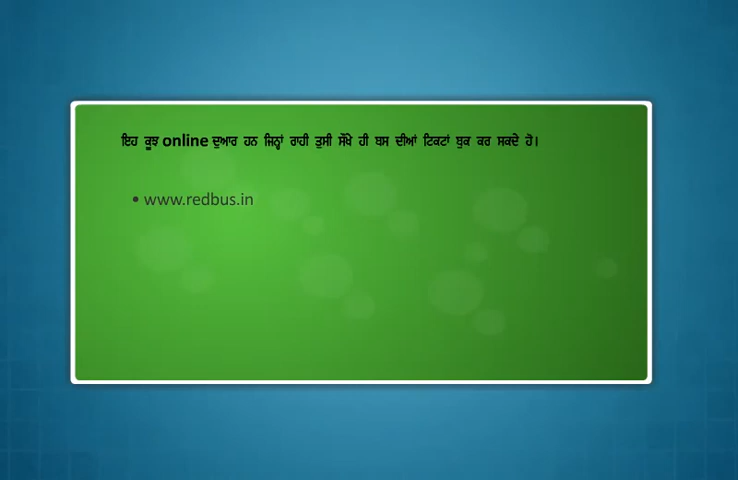 ਇਹ ਕੁਝ online ਦੁਆਰ ਹਨ ਜਿਨ੍ਹਾਂ ਰਾਹੀ ਤੁਸੀ ਸੌਖੇ ਹੀ ਬਸ ਦੀਆਂ ਟਿਕਟਾਂ ਬੁਕ ਕਰ ਸਕਦੇ ਹੋ।
• www.redbus.in